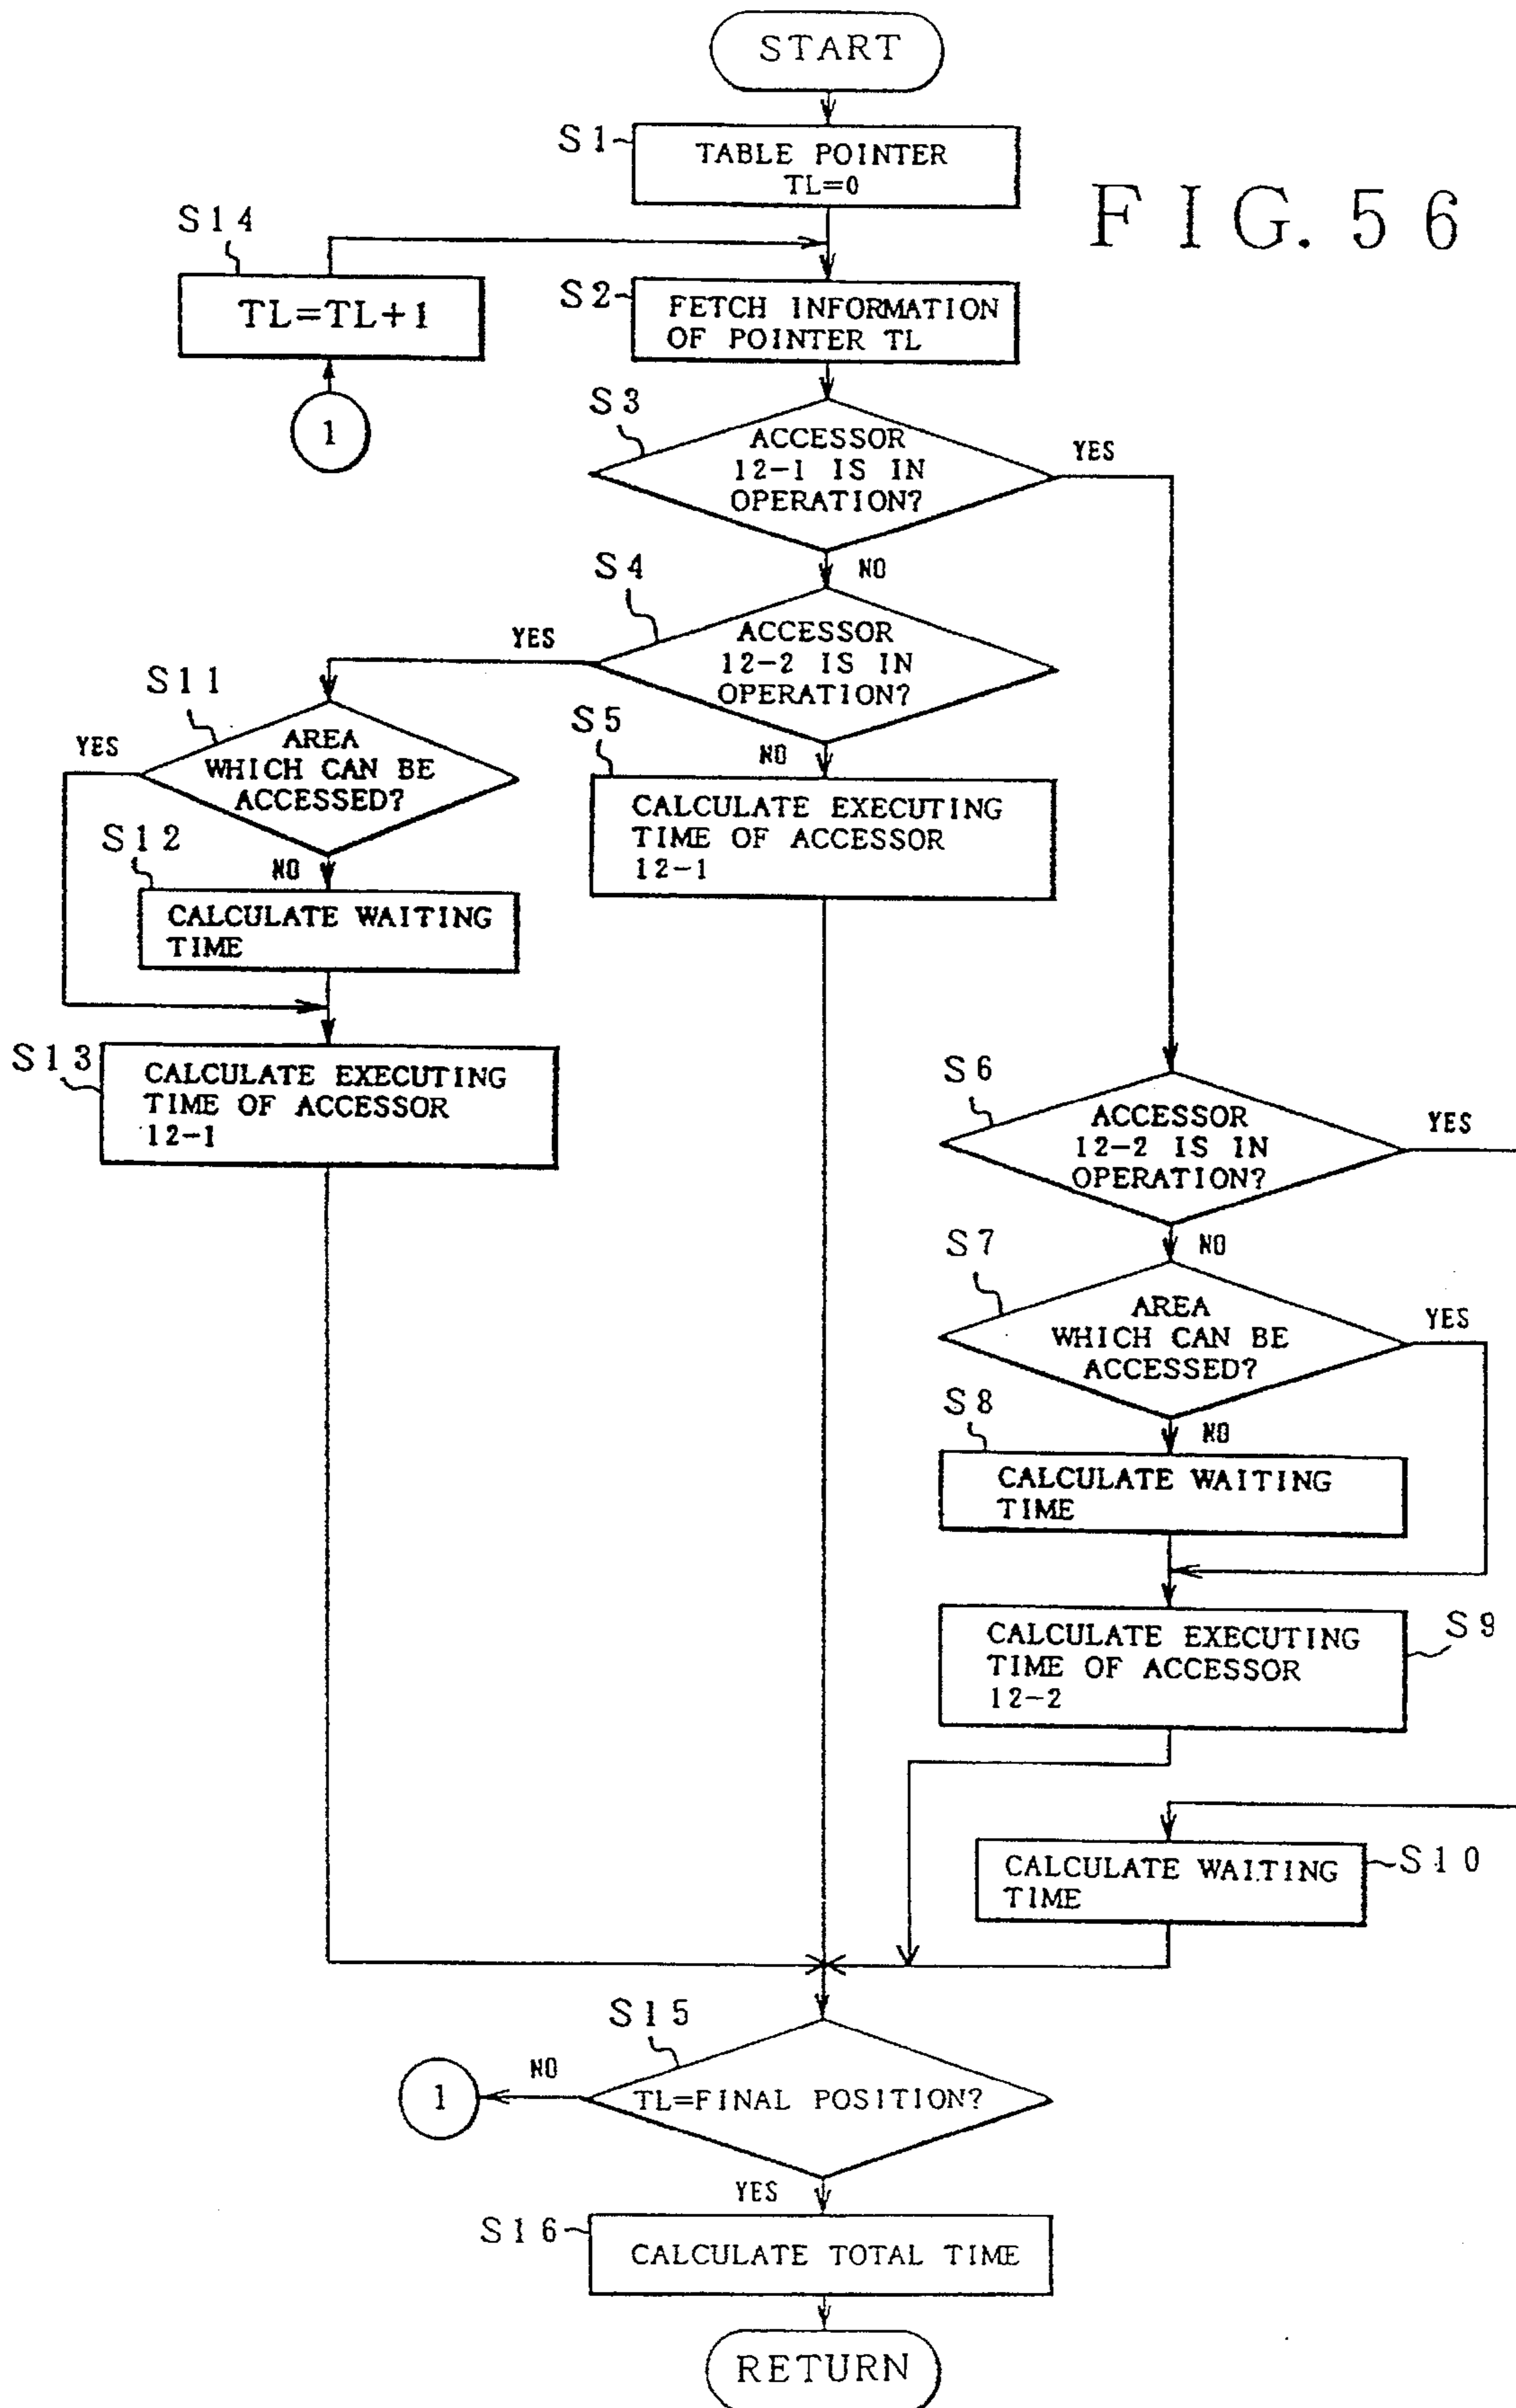 START
S1
TABLE POINTER
TL=0
FIG. 56
S14
TL=TL+1
1
S2
FETCH INFORMATION
OF POINTER TL
S3
ACCESSOR
12-1 IS IN
OPERATION?
YES
NO
S4
ACCESSOR
12-2 IS IN
OPERATION?
YES
NO
S11
AREA
WHICH CAN BE
ACCESSED?
YES
NO
S5
CALCULATE EXECUTING
TIME OF ACCESSOR
12-1
S12
CALCULATE WAITING
TIME
S13
CALCULATE EXECUTING
TIME OF ACCESSOR
12-1
S6
ACCESSOR
12-2 IS IN
OPERATION?
YES
NO
S7
AREA
WHICH CAN BE
ACCESSED?
YES
NO
S8
CALCULATE WAITING
TIME
S9
CALCULATE EXECUTING
TIME OF ACCESSOR
12-2
S10
CALCULATE WAITING
TIME
S15
TL=FINAL POSITION?
NO
1
YES
S16
CALCULATE TOTAL TIME
RETURN